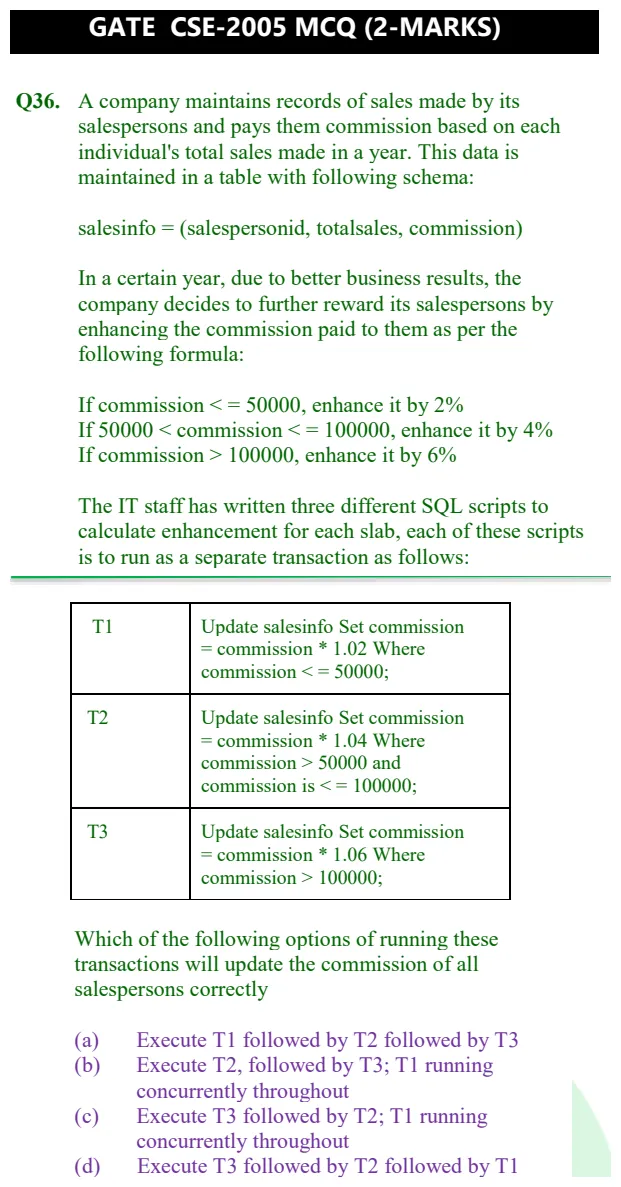 GATE CSE-2005 MCQ (2-MARKS)
Q36. A company maintains records of sales made by its
salespersons and pays them commission based on each
individual's total sales made in a year. This data is
maintained in a table with following schema:
salesinfo = (salespersonid, totalsales, commission)
In a certain year, due to better business results, the
company decides to further reward its salespersons by
enhancing the commission paid to them as per the
following formula:
If commission < = 50000, enhance it by 2%
If 50000 < commission < = 100000, enhance it by 4%
If commission > 100000, enhance it by 6%
The IT staff has written three different SQL scripts to
calculate enhancement for each slab, each of these scripts
is to run as a separate transaction as follows:
T1 Update salesinfo Set commission
= commission * 1.02 Where
commission < = 50000;
T2 Update salesinfo Set commission
= commission * 1.04 Where
commission > 50000 and
commission is < = 100000;
T3 Update salesinfo Set commission
= commission * 1.06 Where
commission > 100000;
Which of the following options of running these
transactions will update the commission of all
salespersons correctly
(a) Execute T1 followed by T2 followed by T3
(b) Execute T2, followed by T3; T1 running
concurrently throughout
(c) Execute T3 followed by T2; T1 running
concurrently throughout
(d) Execute T3 followed by T2 followed by T1